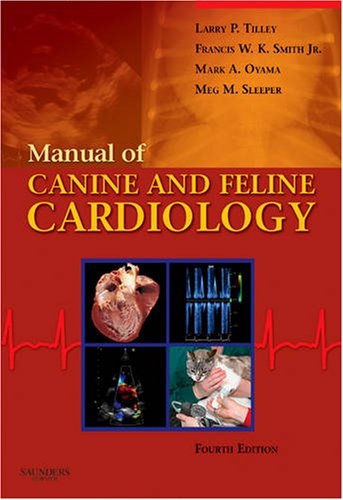 Larry P. Tilley
Francis W. K. Smith Jr.
Mark A. Oyama
Meg M. Sleeper
Manual of
CANINE AND FELINE
CARDIOLOGY
Fourth Edition
SAUNDERS
ELSEVIER